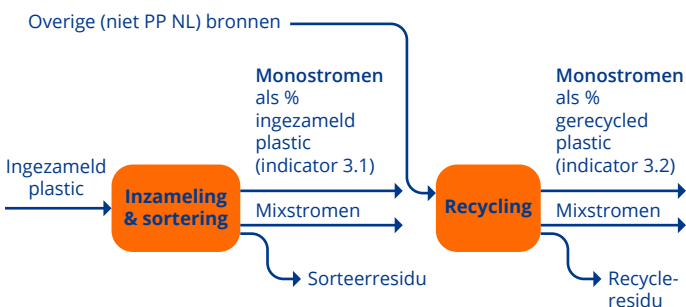 Overige (niet PP NL) bronnen
Monostromen
als %
ingezameld
plastic
(indicator 3.1)
Monostromen
als %
gerecycled
plastic
(indicator 3.2)
Ingezameld
plastic
Inzameling
& sortering
Mixstromen
Recycling
Mixstromen
Sorteerresidu
Recycle-
residu